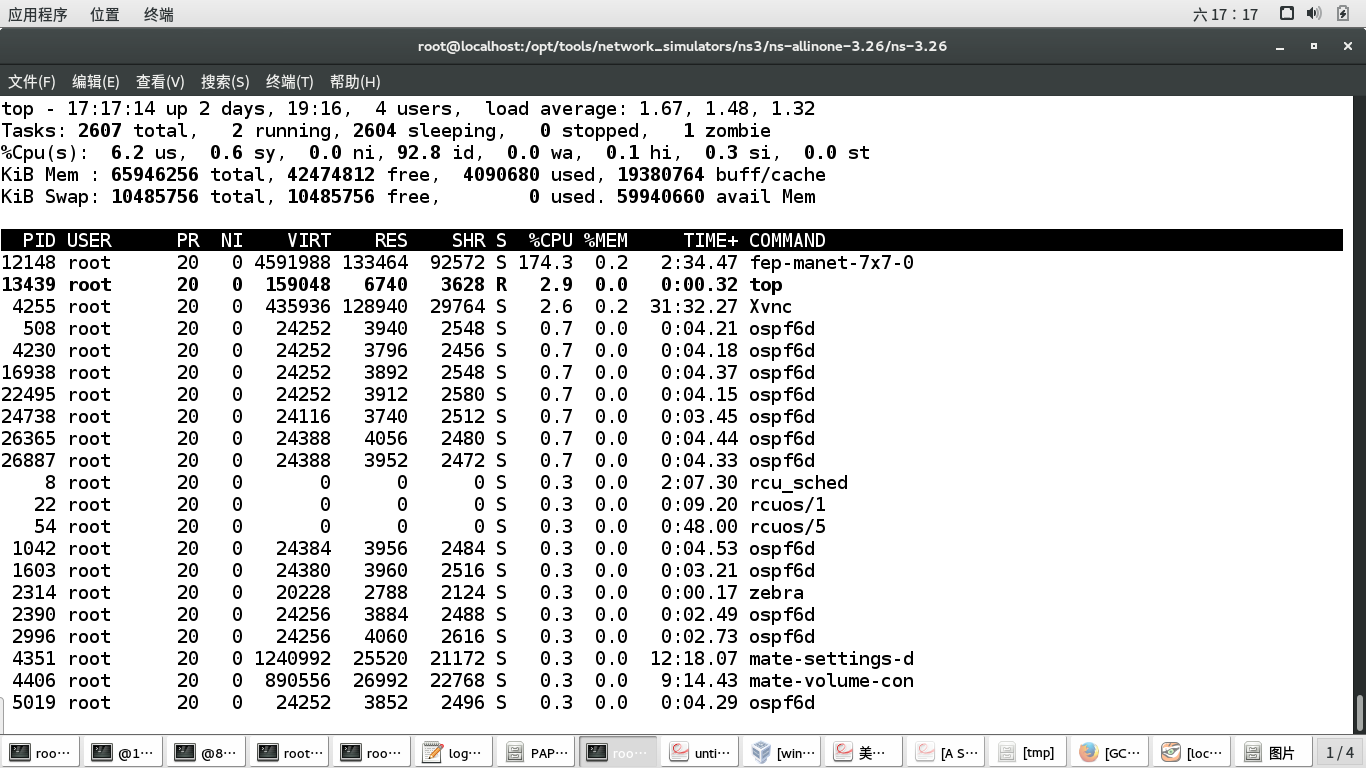 应用程序 位置 终端 六 17：17
root@localhost:/opt/tools/network_simulators/ns3/ns-allinone-3.26/ns-3.26
文件(F) 编辑(E) 查看(V) 搜索(S) 终端(T) 帮助(H)
top - 17:17:14 up 2 days, 19:16, 4 users, load average: 1.67, 1.48, 1.32
Tasks: 2607 total, 2 running, 2604 sleeping, 0 stopped, 1 zombie
%Cpu(s): 6.2 us, 0.6 sy, 0.0 ni, 92.8 id, 0.0 wa, 0.1 hi, 0.3 si, 0.0 st
KiB Mem : 65946256 total, 42474812 free, 4090680 used, 19380764 buff/cache
KiB Swap: 10485756 total, 10485756 free, 0 used. 59940660 avail Mem
PID USER PR NI VIRT RES SHR S %CPU %MEM TIME+ COMMAND
12148 root 20 0 4591988 133464 92572 S 174.3 0.2 2:34.47 fep-manet-7x7-0
13439 root 20 0 159048 6740 3628 R 2.9 0.0 0:00.32 top
4255 root 20 0 435936 128940 29764 S 2.6 0.2 31:32.27 Xvnc
508 root 20 0 24252 3940 2548 S 0.7 0.0 0:04.21 ospf6d
4230 root 20 0 24252 3796 2456 S 0.7 0.0 0:04.18 ospf6d
16938 root 20 0 24252 3892 2548 S 0.7 0.0 0:04.37 ospf6d
22495 root 20 0 24252 3912 2580 S 0.7 0.0 0:04.15 ospf6d
24738 root 20 0 24116 3740 2512 S 0.7 0.0 0:03.45 ospf6d
26365 root 20 0 24388 4056 2480 S 0.7 0.0 0:04.44 ospf6d
26887 root 20 0 24388 3952 2472 S 0.7 0.0 0:04.33 ospf6d
8 root 20 0 0 0 0 S 0.3 0.0 2:07.30 rcu_sched
22 root 20 0 0 0 0 S 0.3 0.0 0:09.20 rcuos/1
54 root 20 0 0 0 0 S 0.3 0.0 0:48.00 rcuos/5
1042 root 20 0 24384 3956 2484 S 0.3 0.0 0:04.53 ospf6d
1603 root 20 0 24380 3960 2516 S 0.3 0.0 0:03.21 ospf6d
2314 root 20 0 20228 2788 2124 S 0.3 0.0 0:00.17 zebra
2390 root 20 0 24256 3884 2488 S 0.3 0.0 0:02.49 ospf6d
2996 root 20 0 24256 4060 2616 S 0.3 0.0 0:02.73 ospf6d
4351 root 20 0 1240992 25520 21172 S 0.3 0.0 12:18.07 mate-settings-d
4406 root 20 0 890556 26992 22768 S 0.3 0.0 9:14.43 mate-volume-con
5019 root 20 0 24252 3852 2496 S 0.3 0.0 0:04.29 ospf6d
roo… @1… @8… root… roo… log… PAP… roo… unti… [win… 美… [A S… [tmp] [GC… [loc… 图片 1 / 4